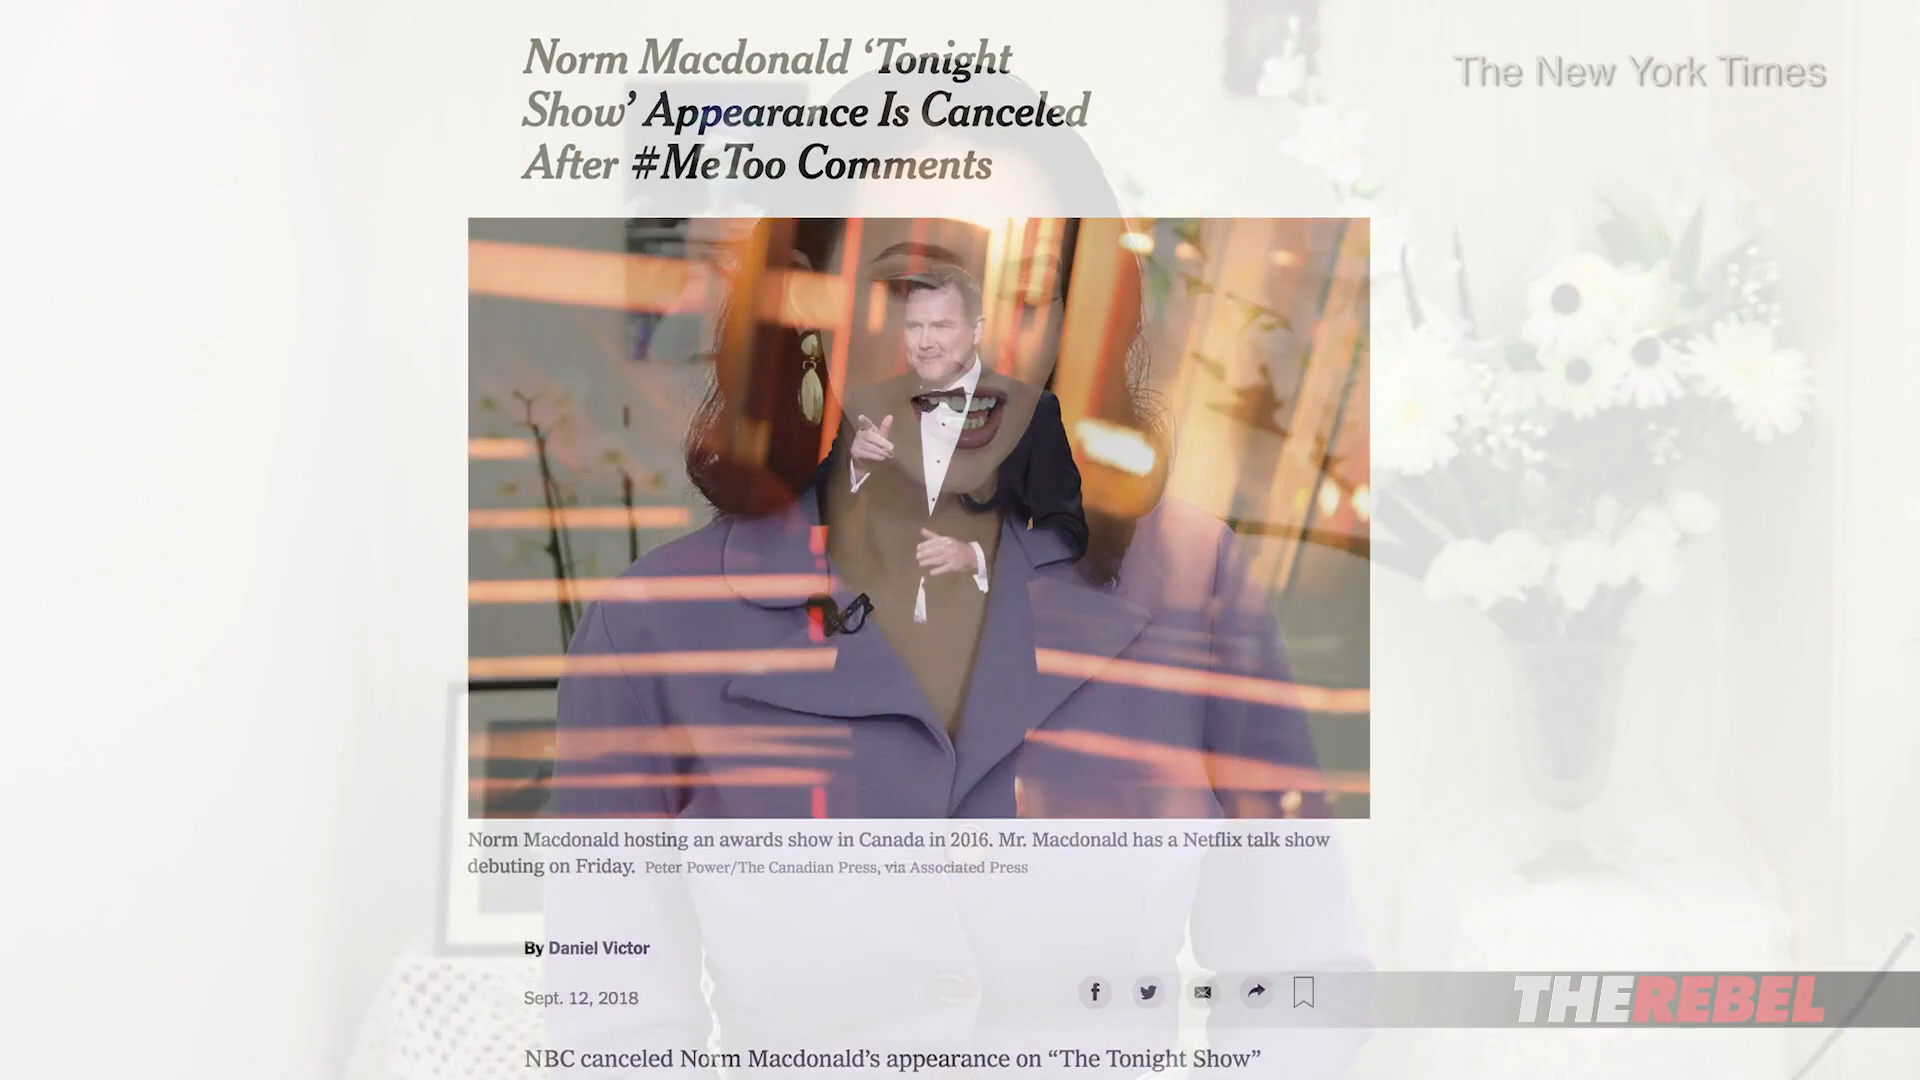 Norm Macdonald ‘Tonight
Show’ Appearance Is Canceled
After #MeToo Comments
The New York Times
Norm Macdonald hosting an awards show in Canada in 2016. Mr. Macdonald has a Netflix talk show
debuting on Friday. Peter Power/The Canadian Press, via Associated Press
By Daniel Victor
Sept. 12, 2018
THEREBEL
NBC canceled Norm Macdonald’s appearance on “The Tonight Show”